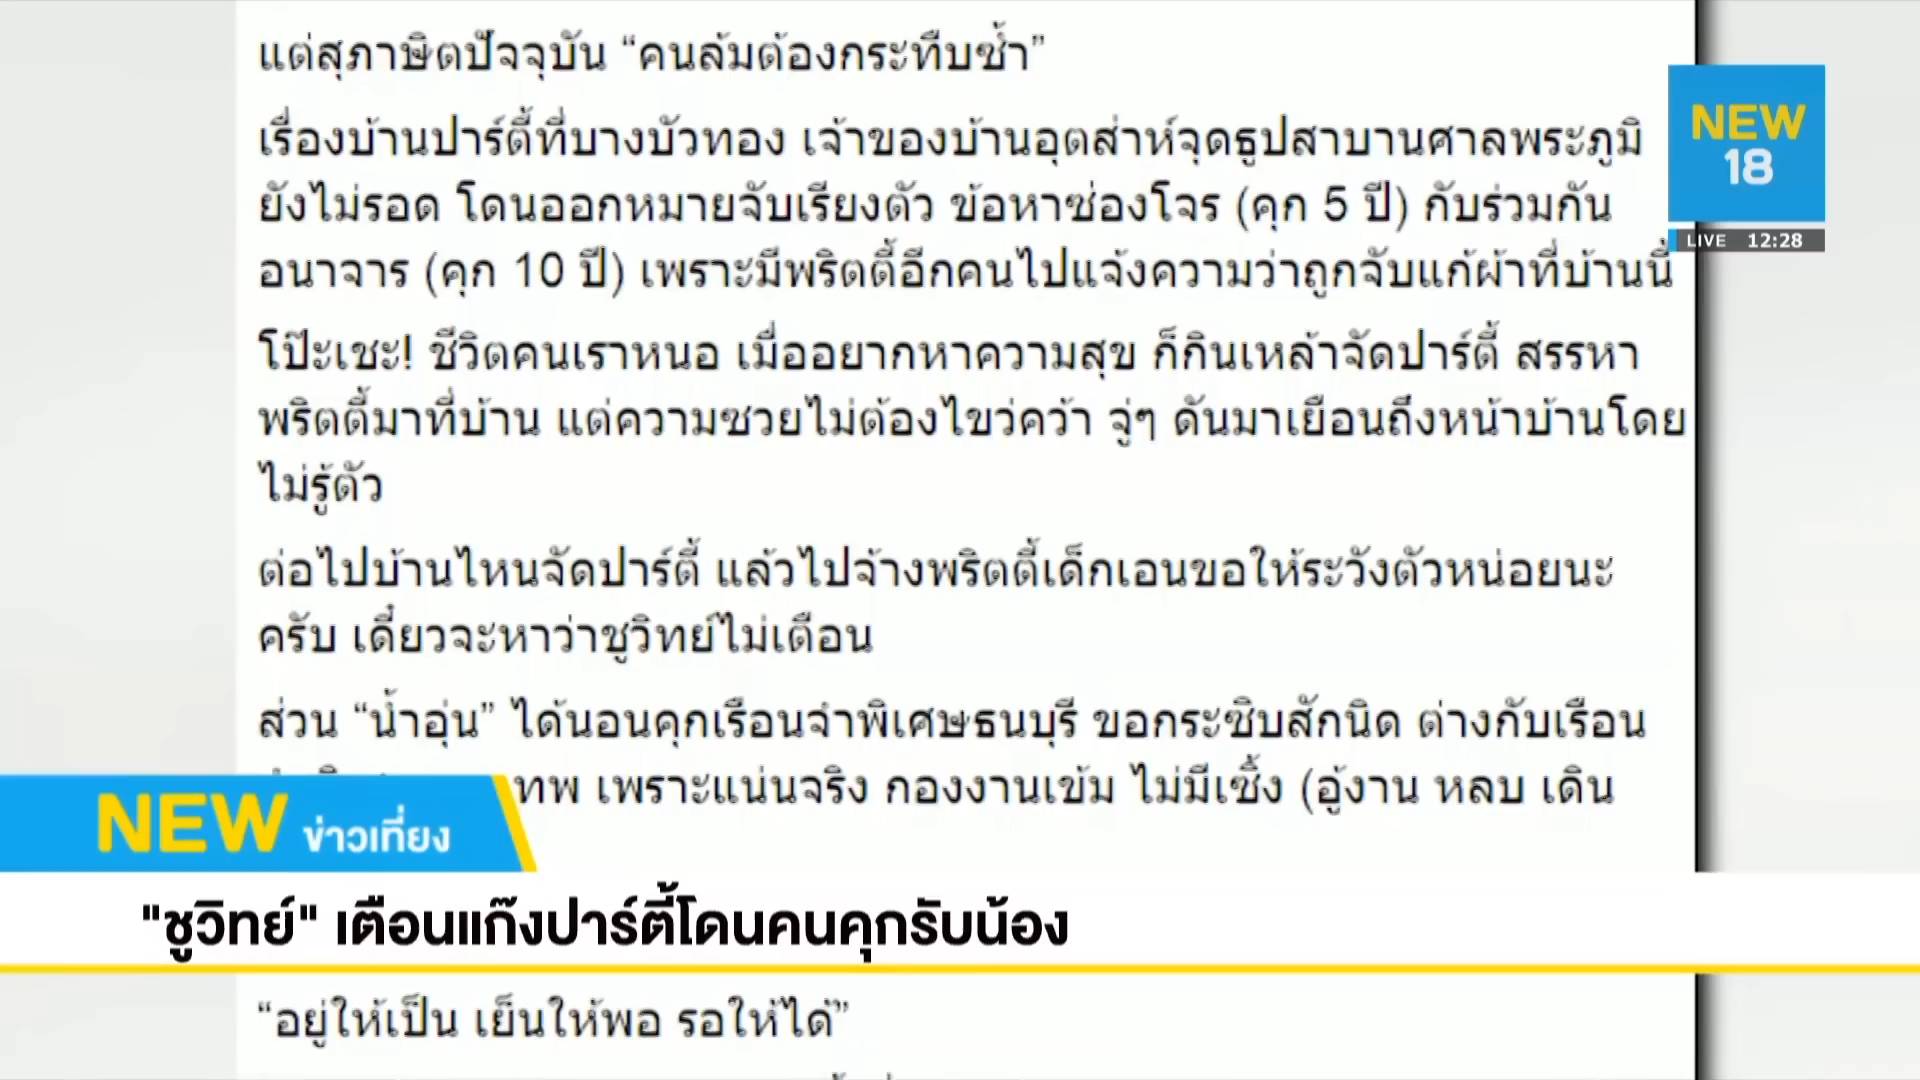 แต่สุภาษิตปัจจุบัน “คนล้มต้องกระทืบซ้ำ”
เรื่องบ้านปาร์ตี้ที่บางบัวทอง เจ้าของบ้านอุตส่าห์จุดธูปสาบานศาลพระภูมิ
ยังไม่รอด โดนออกหมายจับเรียงตัว ข้อหาซ่องโจร (คุก 5 ปี) กับร่วมกัน
อนาจาร (คุก 10 ปี) เพราะมีพริตตี้อีกคนไปแจ้งความว่าถูกจับแก้ผ้าที่บ้านนี้
โป๊ะเชะ! ชีวิตคนเราหนอ เมื่ออยากหาความสุข ก็กินเหล้าจัดปาร์ตี้ สรรหา
พริตตี้มาที่บ้าน แต่ความซวยไม่ต้องไขว่คว้า จู่ๆ ดันมาเยือนถึงหน้าบ้านโดย
ไม่รู้ตัว
ต่อไปบ้านไหนจัดปาร์ตี้ แล้วไปจ้างพริตตี้เด็กเอนขอให้ระวังตัวหน่อยนะ
ครับ เดี๋ยวจะหาว่าชูวิทย์ไม่เตือน
ส่วน “น้ำอุ่น” ได้นอนคุกเรือนจำพิเศษธนบุรี ขอกระซิบสักนิด ต่างกับเรือน
ทพ เพราะแน่นจริง กองงานเข้ม ไม่มีเซิ้ง (อู้งาน หลบ เดิน
NEW ข่าวเที่ยง
"ชูวิทย์" เตือนแก๊งปาร์ตี้โดนคนคุกรับน้อง
“อยู่ให้เป็น เย็นให้พอ รอให้ได้”
NEW
18
LIVE 12:28